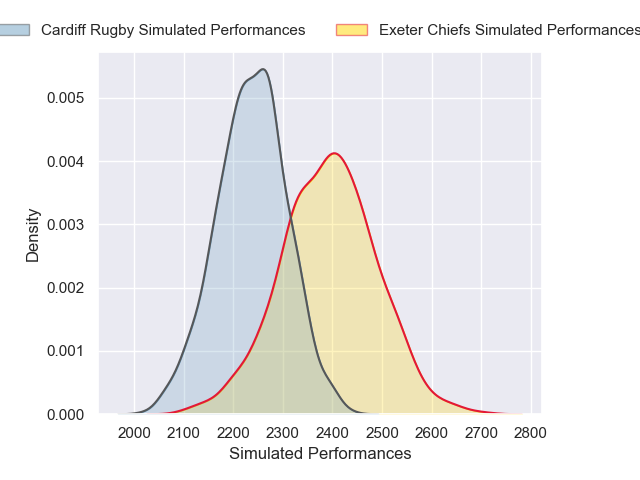 Cardiff Rugby Simulated Performances Exeter Chiefs Simulated Performances
0.005
0.004
0.003
0.002
0.001
0.000
Density
2000 2100 2200 2300 2400 2500 2600 2700 2800
Simulated Performances